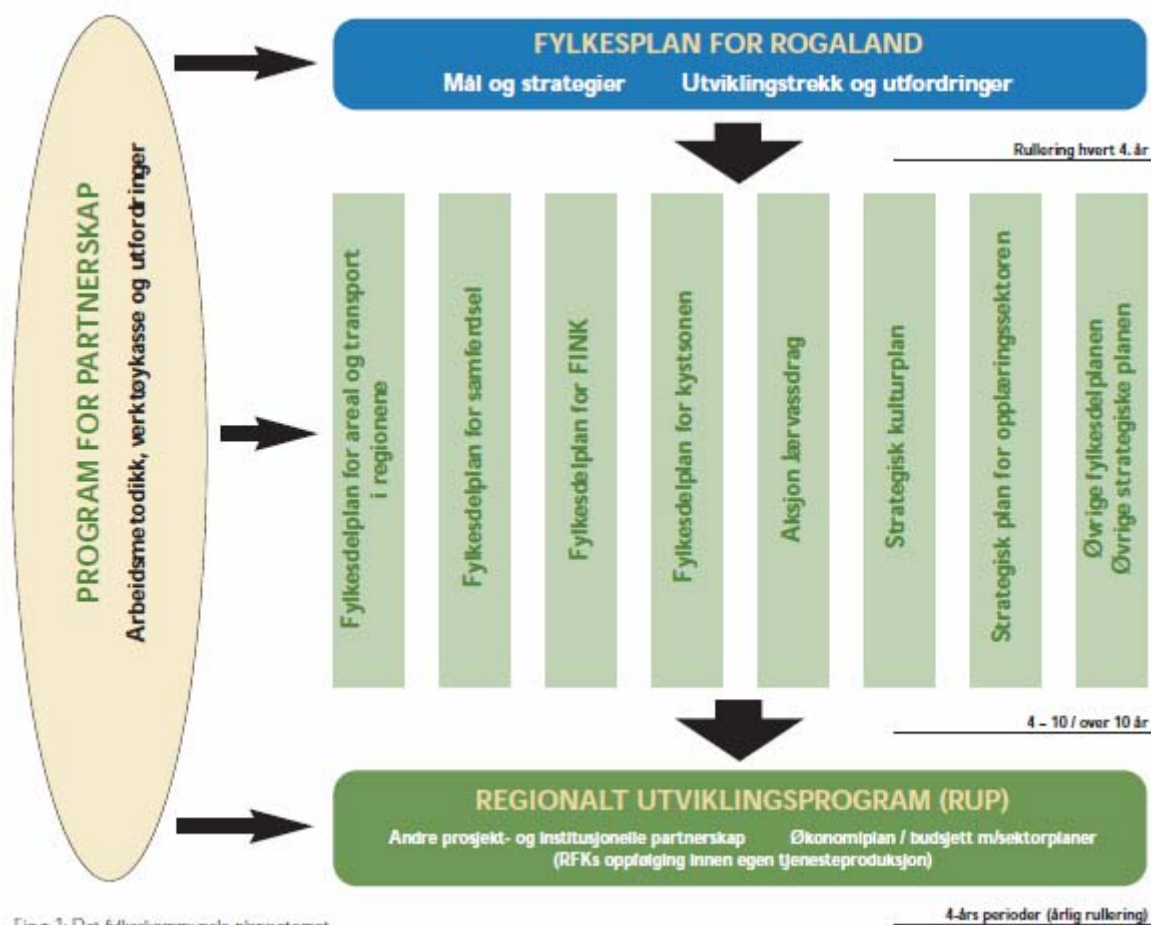 PROGRAM FOR PARTNERSKAP
Arbeidsmetodikk, verktøykasse og utfordringer
FYLKESPLAN FOR ROGALAND
Mål og strategier Utviklingstrekk og utfordringer
Rullering hvert 4. år
Fylkesdelplan for areal og transport
i regionene
Fylkesdelplan for samferdsel
Fylkesdelplan for FINK
Fylkesdelplan for kystsonen
Aksjon Jærvassdrag
Strategisk kulturplan
Strategisk plan for opplæringssektoren
Øvrige fylkesdelplanen
Øvrige strategiske planen
4 – 10 / over 10 år
REGIONALT UTVIKLINGSPROGRAM (RUP)
Andre prosjekt- og institusjonelle partnerskap Økonomiplan / budsjett m/sektorplaner
(RFKs oppfølging innen egen tjenesteproduksjon)
4-års perioder (årlig rullering)